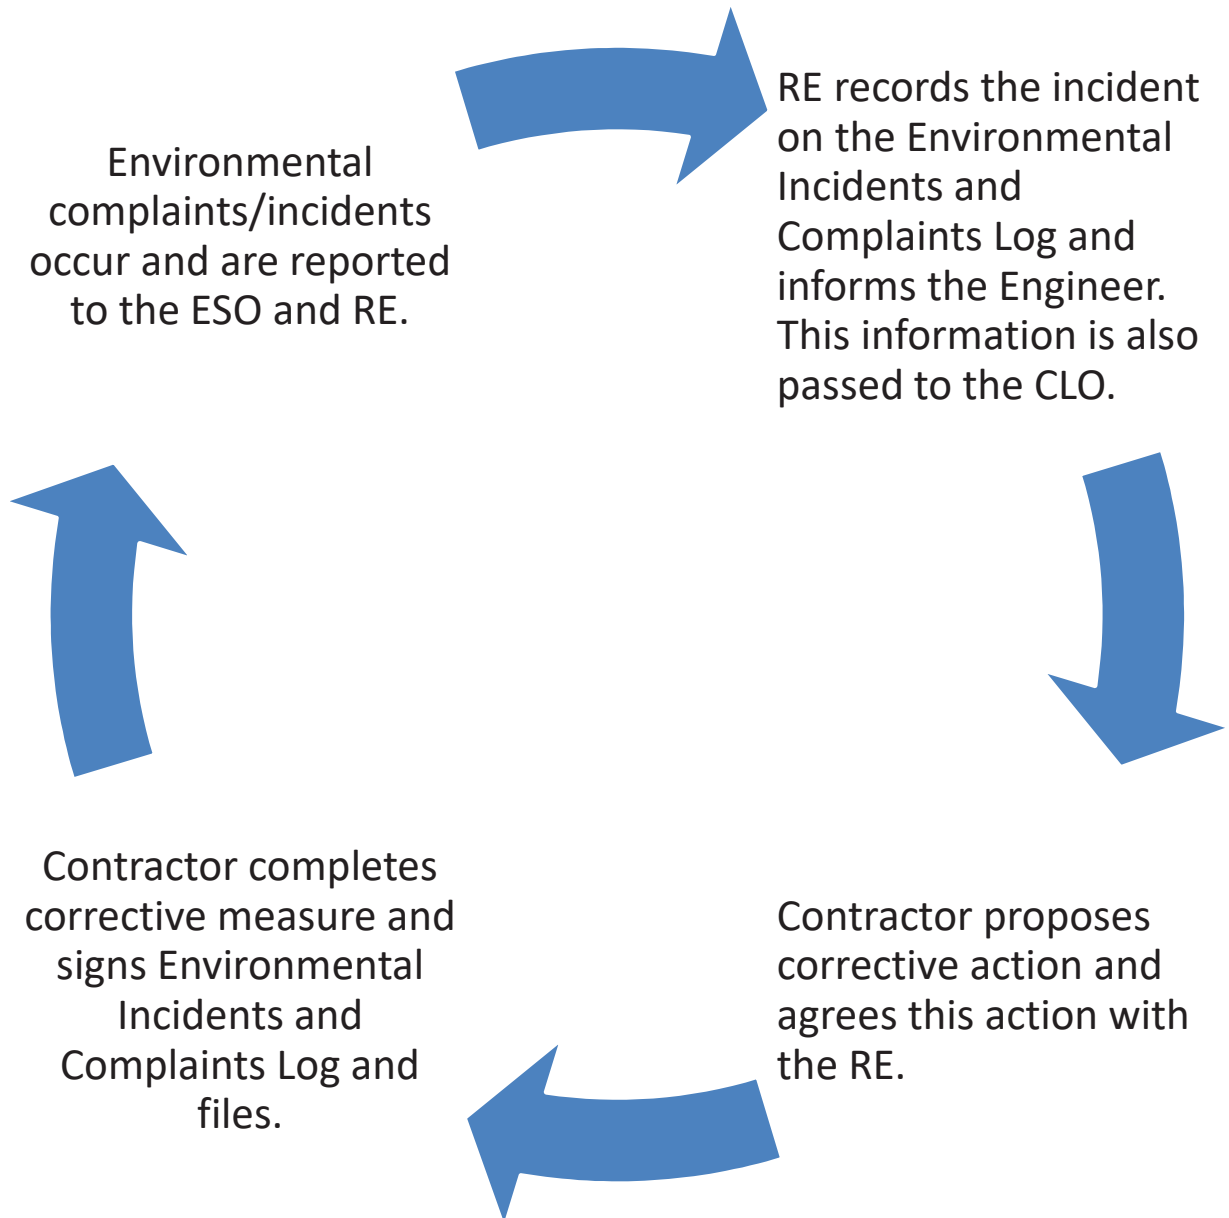 Environmental
complaints/incidents
occur and are reported
to the ESO and RE.
RE records the incident
on the Environmental
Incidents and
Complaints Log and
informs the Engineer.
This information is also
passed to the CLO.
Contractor proposes
corrective action and
agrees this action with
the RE.
Contractor completes
corrective measure and
signs Environmental
Incidents and
Complaints Log and
files.